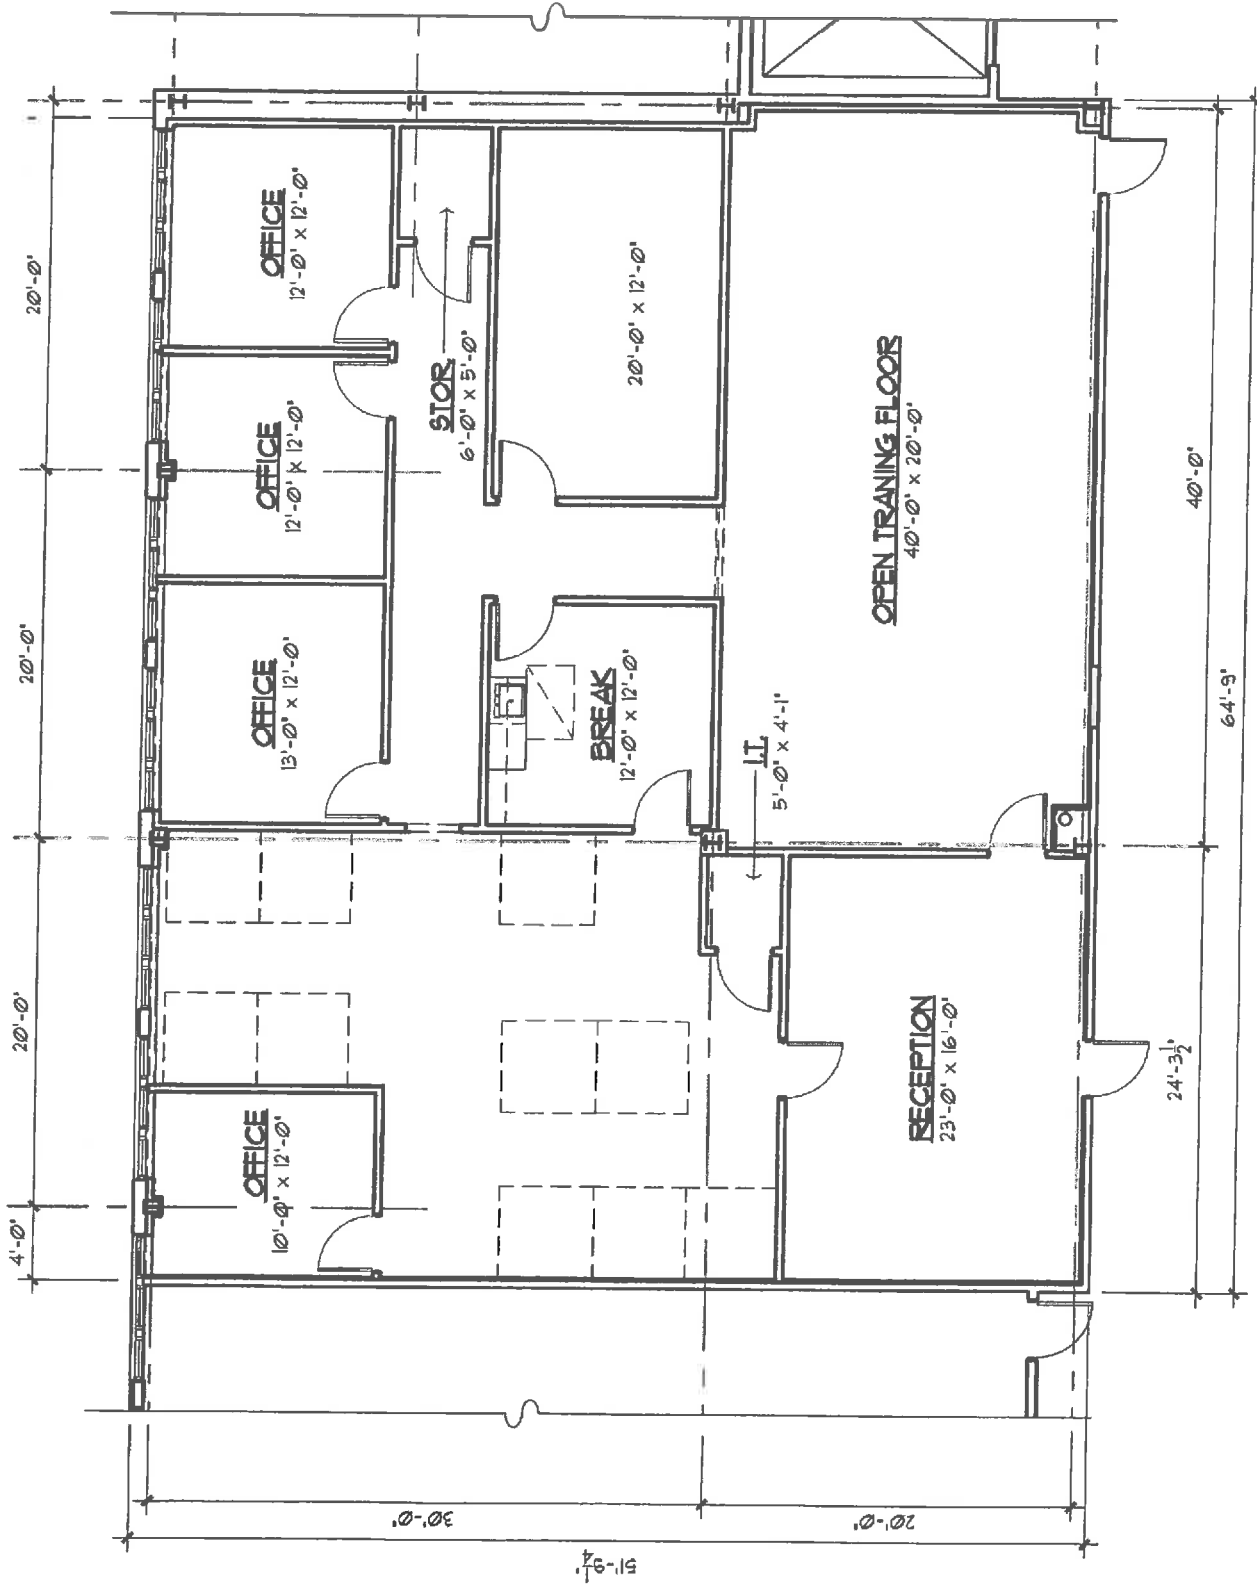 20'-0"
20'-0"
20'-0"
4'-0"
OFFICE
12'-0" x 12'-0"
OFFICE
12'-0" x 12'-0"
OFFICE
13'-0" x 12'-0"
OFFICE
10'-0" x 12'-0"
STOR.
6'-0" x 5'-0"
20'-0" x 12'-0"
BREAK
12'-0" x 12'-0"
I.T.
5'-0" x 4'-1"
OPEN TRANING FLOOR
40'-0" x 20'-0"
RECEPTION
23'-0" x 16'-0"
40'-0"
24'-3 1/2"
64'-9"
30'-0"
20'-0"
51'-9 1/4"